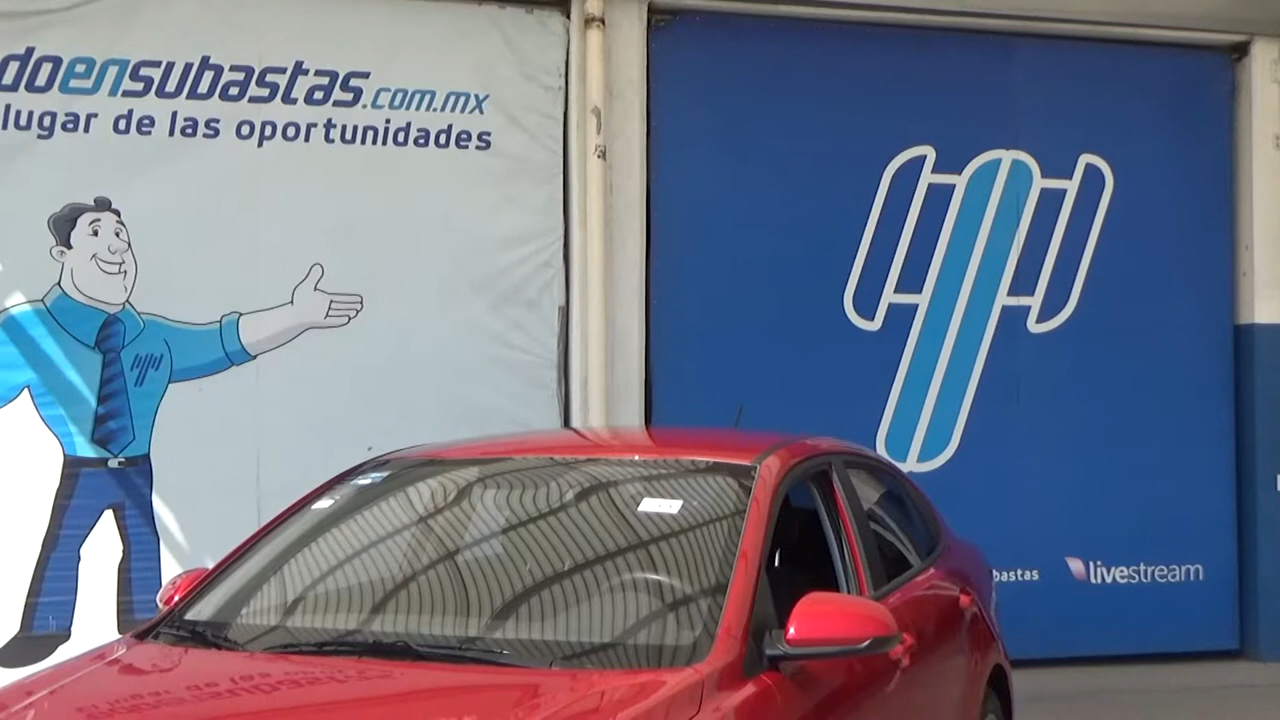 doensubastas.com.mx
lugar de las oportunidades
bastas
livestream